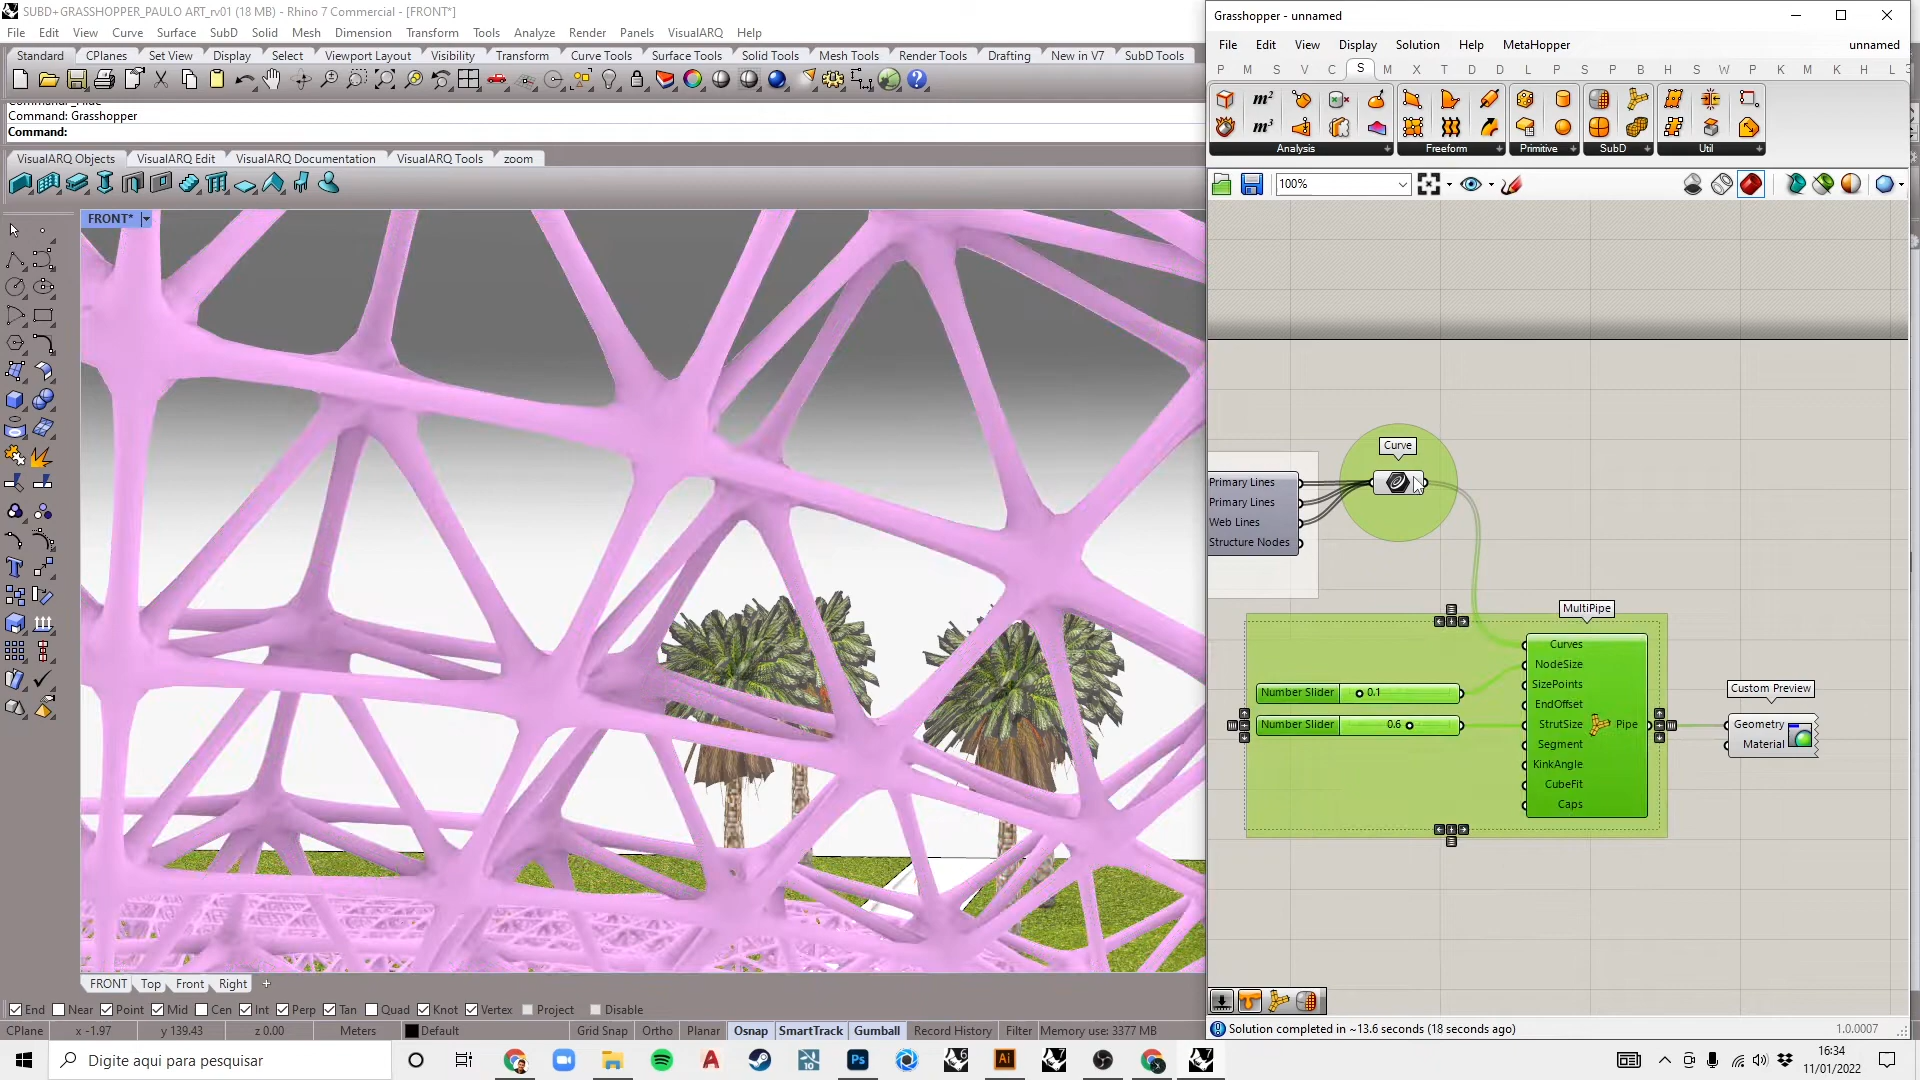 SUBD+GRASSHOPPER_PAULO ART_rv01 (18 MB) - Rhino 7 Commercial - [FRONT*]
File Edit View Curve Surface SubD Solid Mesh Dimension Transform Tools Analyze Render Panels VisualARQ Help
Standard CPlanes Set View Display Select Viewport Layout Visibility Transform Curve Tools Surface Tools Solid Tools Mesh Tools Render Tools Drafting New in V7 SubD Tools
Command: _Hide
Command: Grasshopper
Command:
VisualARQ Objects VisualARQ Edit VisualARQ Documentation VisualARQ Tools zoom
FRONT*
FRONT Top Front Right
End Near Point Mid Cen Int Perp Tan Quad Knot Vertex Project Disable
CPlane x -1.97 y 139.43 z 0.00 Meters Default Grid Snap Ortho Planar Osnap SmartTrack Gumball Record History Filter Memory use: 3377 MB
Grasshopper - unnamed
File Edit View Display Solution Help MetaHopper unnamed
P M S V C S M X T D D L F P S P B H S W P K M K H L
m² m³
Analysis Freeform Primitive SubD Util
100%
Curve
Primary Lines
Primary Lines
Web Lines
Structure Nodes
MultiPipe
Curves
NodeSize
SizePoints
EndOffset
StrutSize
Segment
KinkAngle
CubeFit
Caps
Pipe
Number Slider 0.1
Number Slider 0.6
Custom Preview
Geometry
Material
Solution completed in ~13.6 seconds (18 seconds ago) 1.0.0007
Digite aqui para pesquisar
16:34
11/01/2022